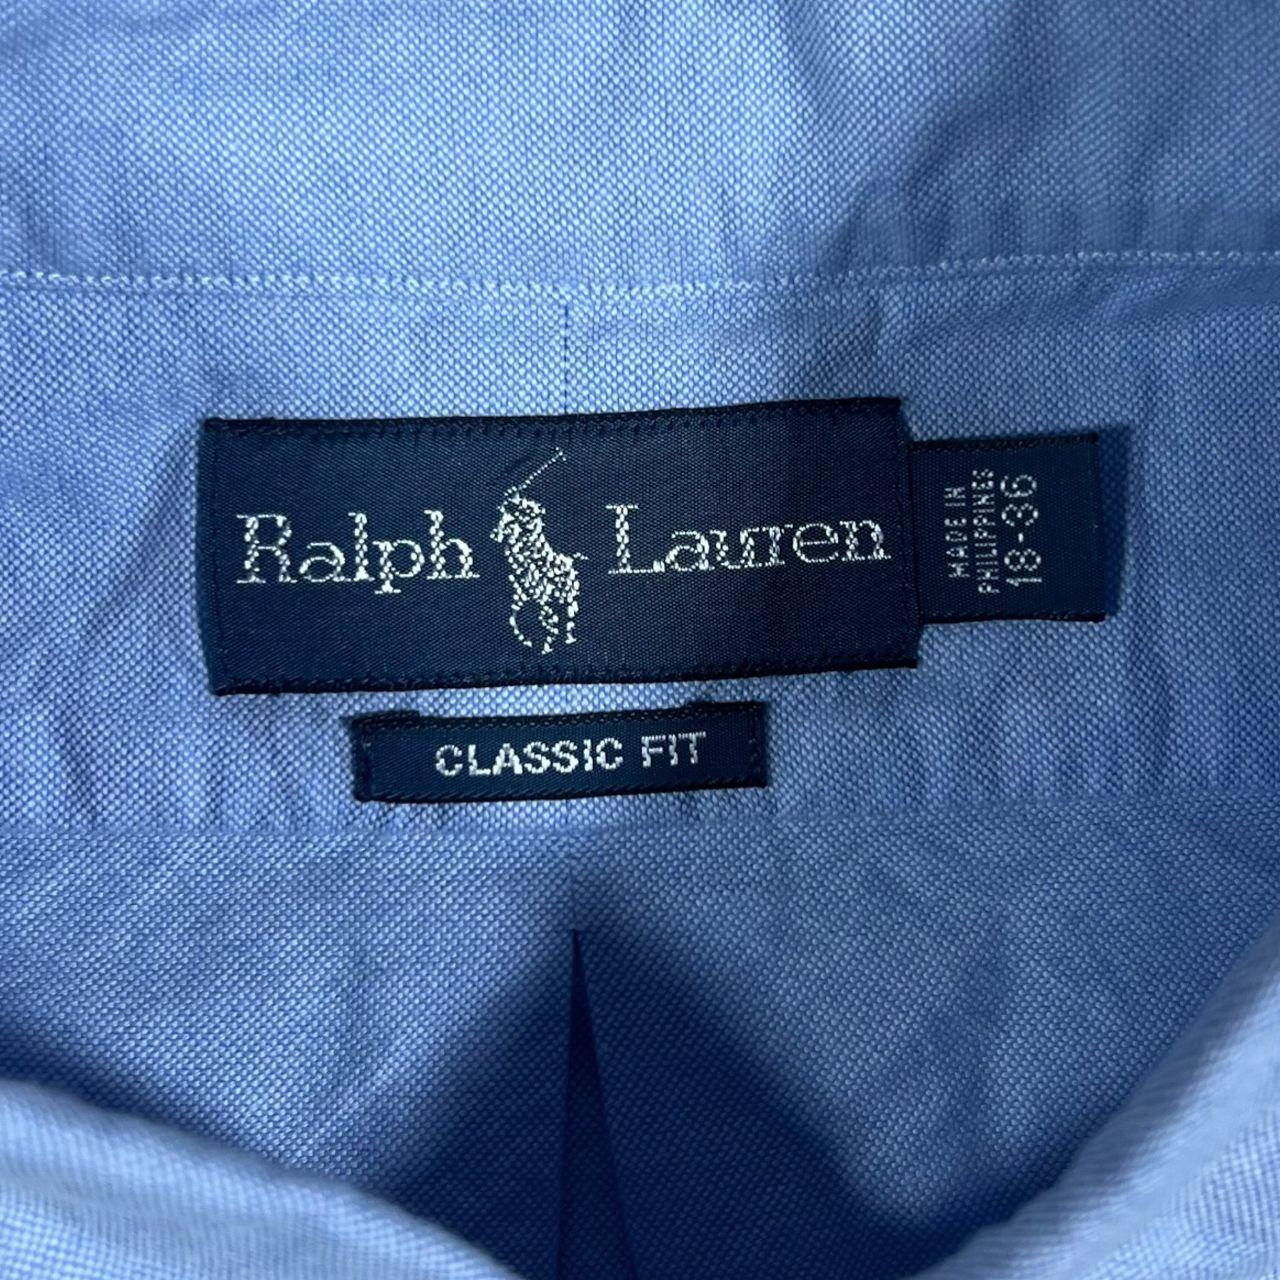 Ralph Lauren
MADE IN
PHILIPPINES
18-36
CLASSIC FIT